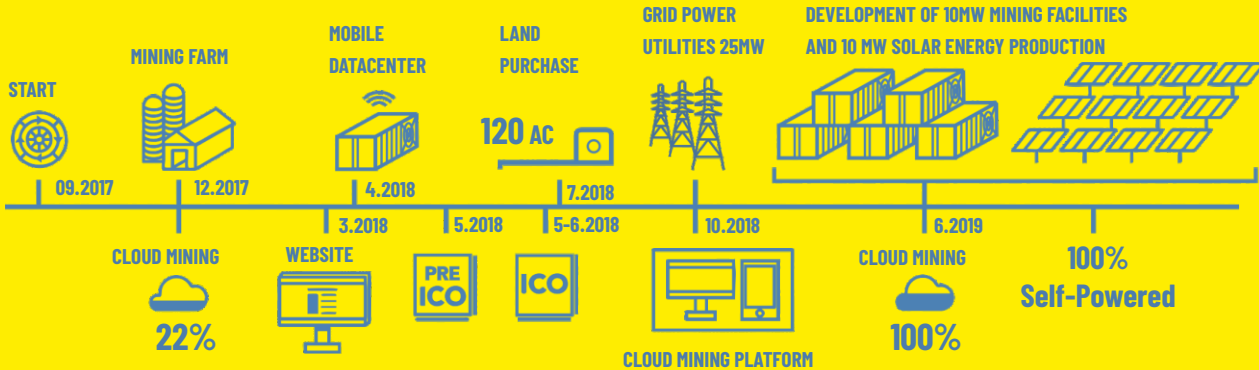 START
09.2017
MINING FARM
12.2017
CLOUD MINING
22%
WEBSITE
3.2018
MOBILE
DATACENTER
4.2018
PRE
ICO
5.2018
ICO
5-6.2018
LAND
PURCHASE
120 AC
7.2018
GRID POWER
UTILITIES 25MW
10.2018
CLOUD MINING PLATFORM
DEVELOPMENT OF 10MW MINING FACILITIES
AND 10 MW SOLAR ENERGY PRODUCTION
6.2019
CLOUD MINING
100%
100%
Self-Powered